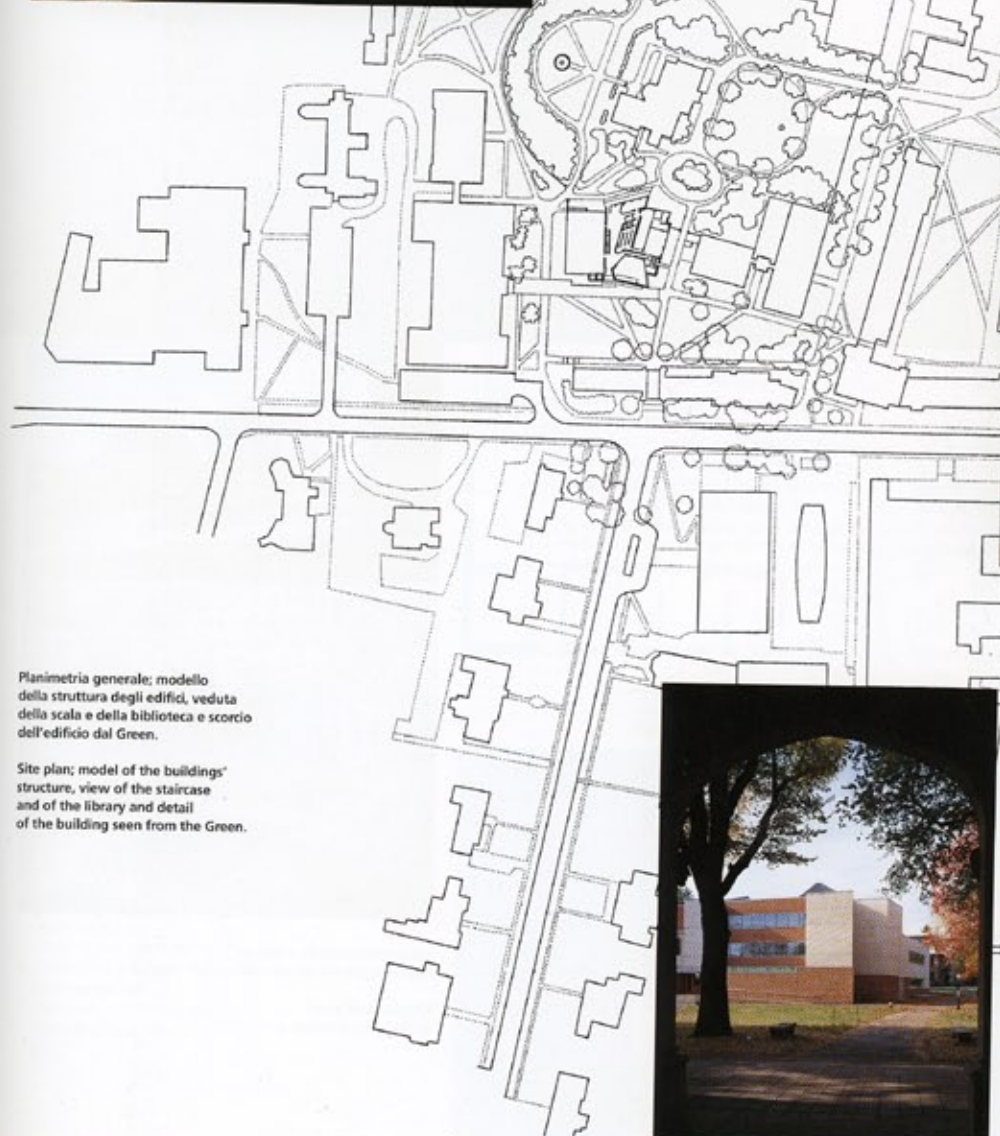 Planimetria generale; modello
della struttura degli edifici, veduta
della scala e della biblioteca e scorcio
dell'edificio dal Green.
Site plan; model of the buildings'
structure, view of the staircase
and of the library and detail
of the building seen from the Green.